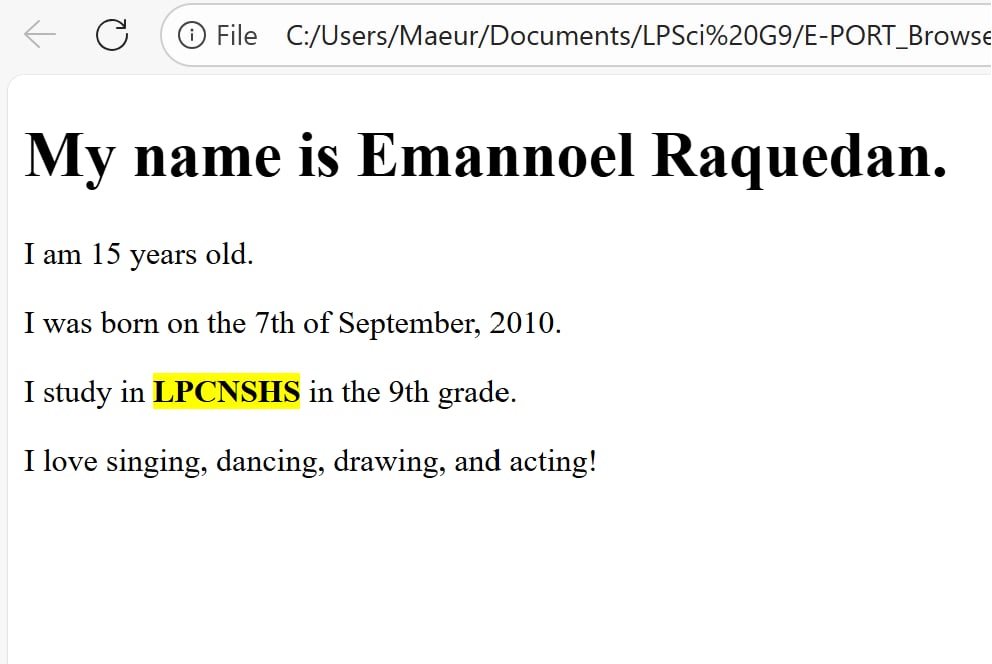 File C:/Users/Maeur/Documents/LPSci%20G9/E-PORT_Browse
My name is Emannoel Raquedan.
I am 15 years old.
I was born on the 7th of September, 2010.
I study in LPCNSHS in the 9th grade.
I love singing, dancing, drawing, and acting!